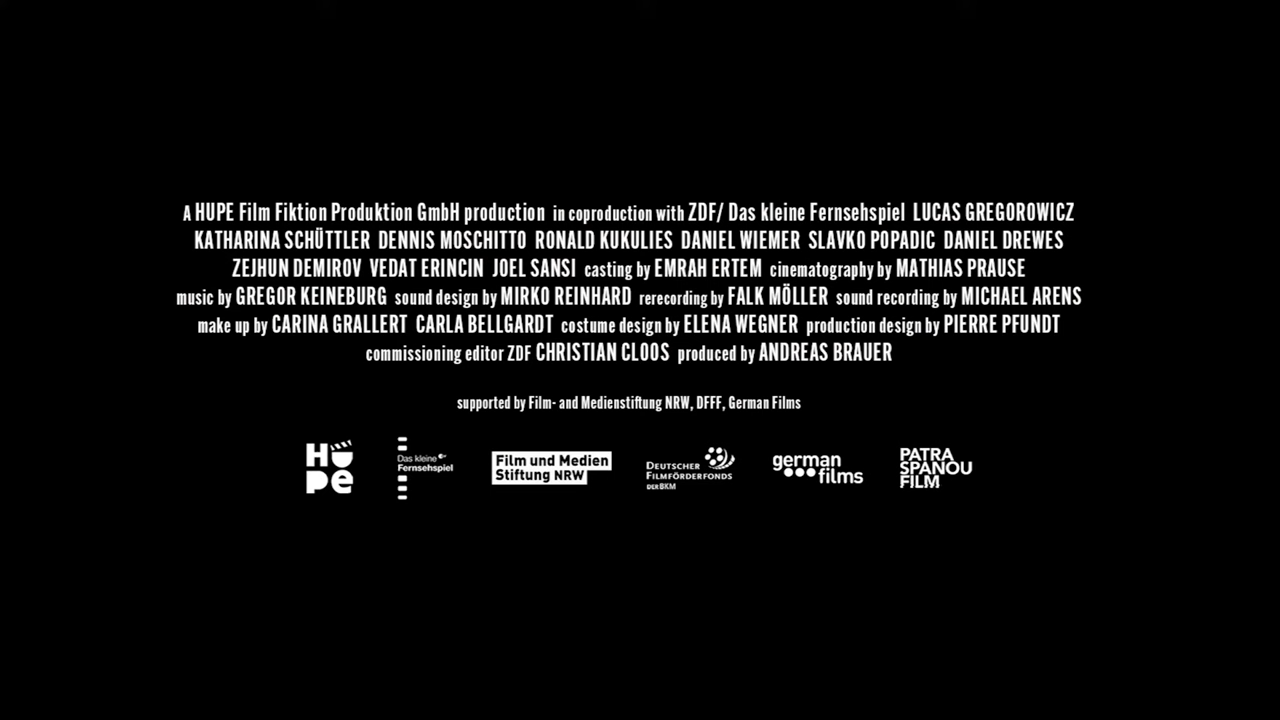 A HUPE Film Fiktion Produktion GmbH production in coproduction with ZDF/ Das kleine Fernsehspiel LUCAS GREGOROWICZ
KATHARINA SCHÜTTLER DENNIS MOSCHITTO RONALD KUKULIES DANIEL WIEMER SLAVKO POPADIC DANIEL DREWES
ZEJHUN DEMIROV VEDAT ERINCIN JOEL SANSI casting by EMRAH ERTEM cinematography by MATHIAS PRAUSE
music by GREGOR KEINEBURG sound design by MIRKO REINHARD rerecording by FALK MÖLLER sound recording by MICHAEL ARENS
make up by CARINA GRALLERT CARLA BELLGARDT costume design by ELENA WEGNER production design by PIERRE PFUNDT
commissioning editor ZDF CHRISTIAN CLOOS produced by ANDREAS BRAUER
supported by Film- and Medienstiftung NRW, DFFF, German Films
HUPE
Das kleine
Fernsehspiel
Film und Medien
Stiftung NRW
DEUTSCHER
FILMFÖRDERFONDS
DER BKM
german
films
PATRA
SPANOU
FILM